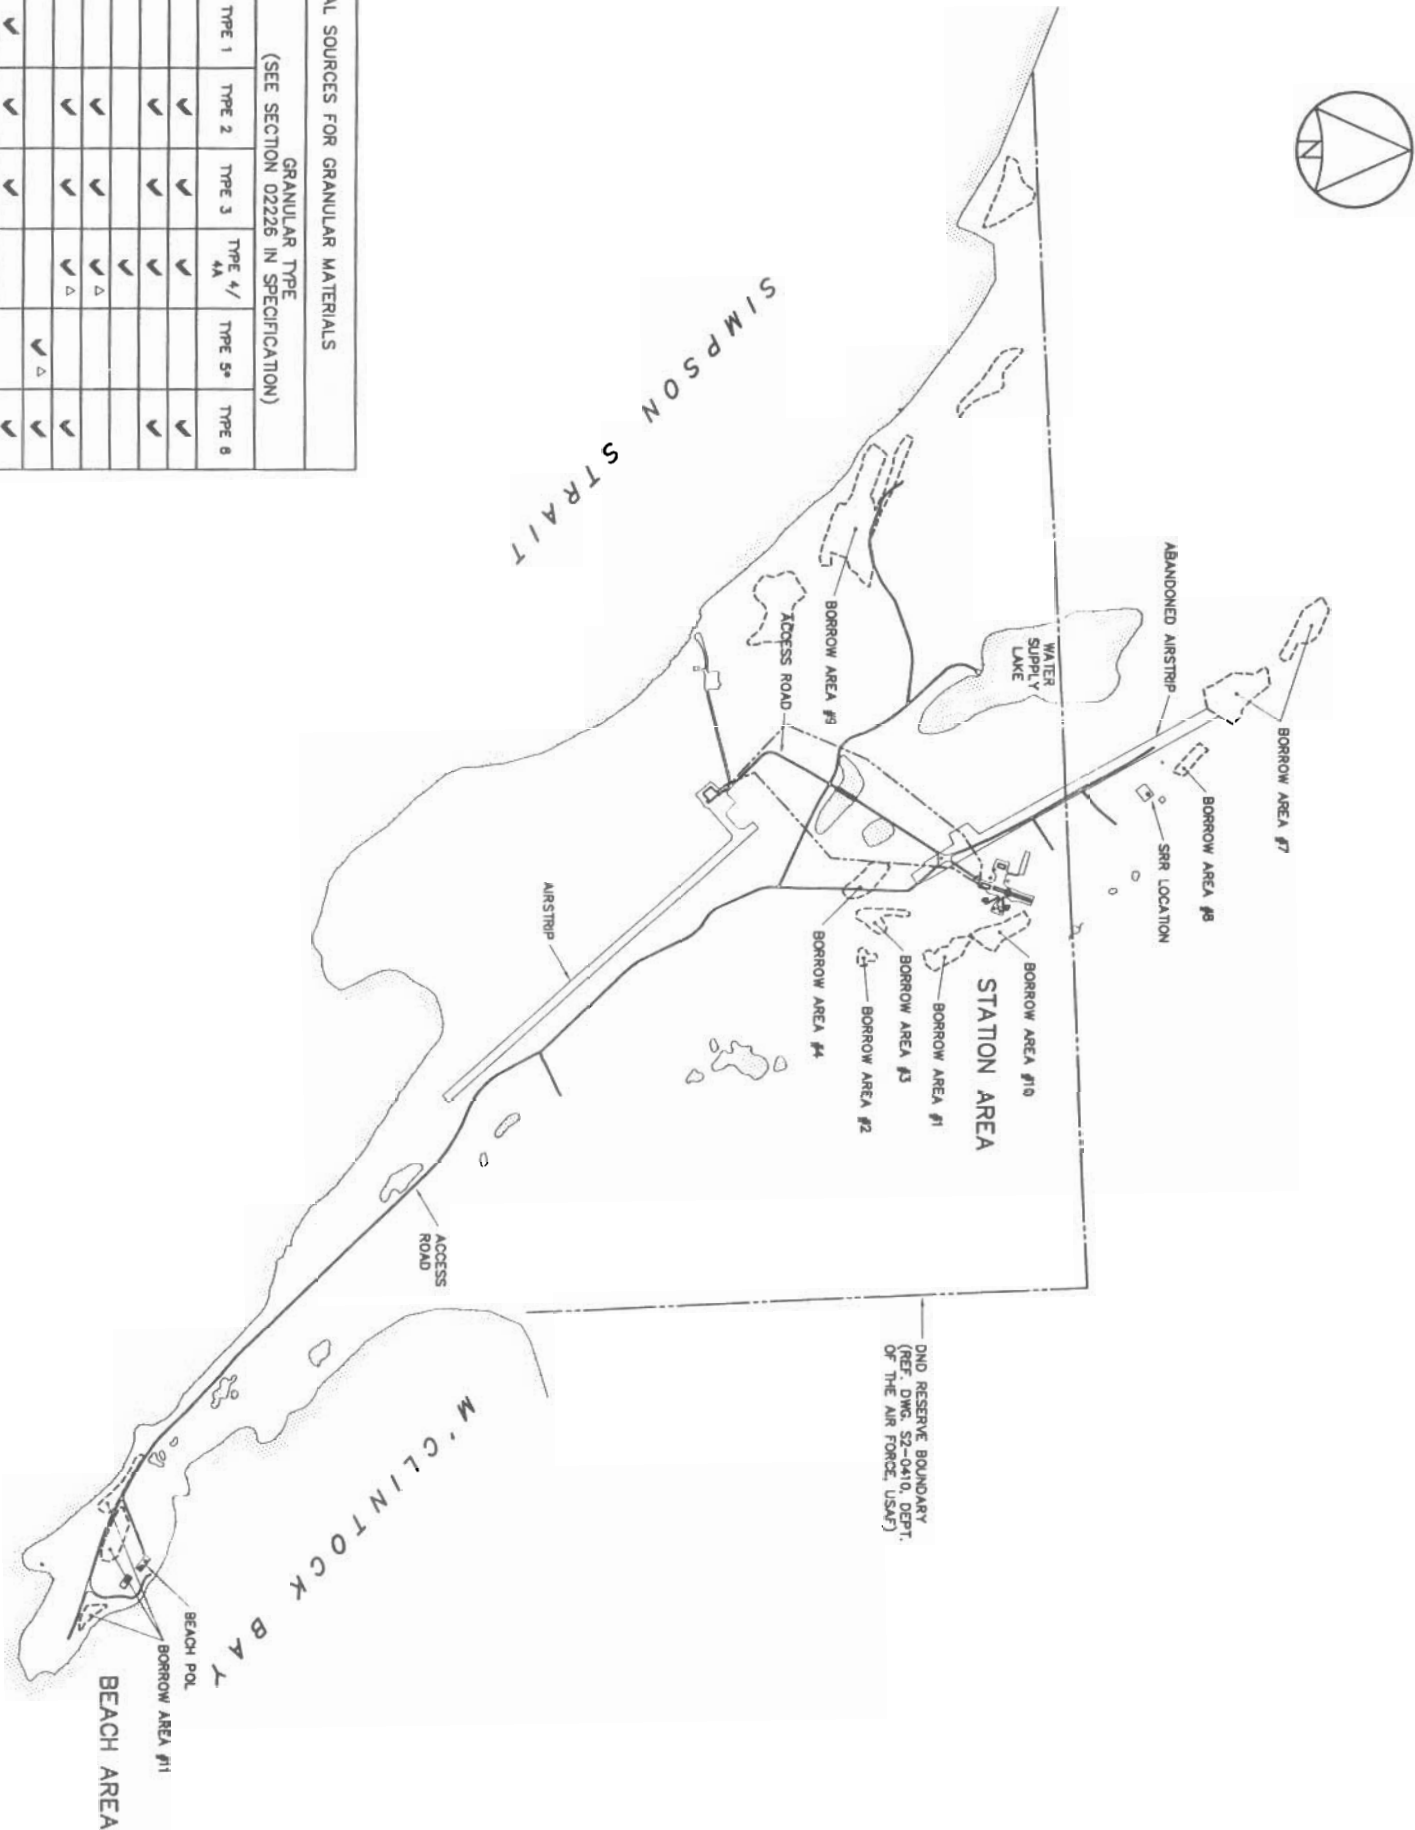 N
SIMPSON STRAIT
ABANDONED AIRSTRIP
WATER
SUPPLY
LAKE
BORROW AREA #7
BORROW AREA #8
SRR LOCATION
BORROW AREA #9
ACCESS ROAD
BORROW AREA #10
STATION AREA
BORROW AREA #1
BORROW AREA #3
BORROW AREA #2
BORROW AREA #4
AIRSTRIP
ACCESS
ROAD
DND RESERVE BOUNDARY
(REF. DWG. S2-0410, DEPT.
OF THE AIR FORCE, USAF)
M'CLINTOCK BAY
BEACH POL
BORROW AREA #11
BEACH AREA
AL SOURCES FOR GRANULAR MATERIALS
GRANULAR TYPE
(SEE SECTION 02226 IN SPECIFICATION)
TYPE 1 TYPE 2 TYPE 3 TYPE 4/ 4A TYPE 5* TYPE 6
✓ ✓ ✓ ✓
✓ ✓ ✓ ✓
✓
✓ ✓ ✓ △
✓ ✓ ✓ △ ✓
✓ △ ✓
✓ ✓ ✓ ✓